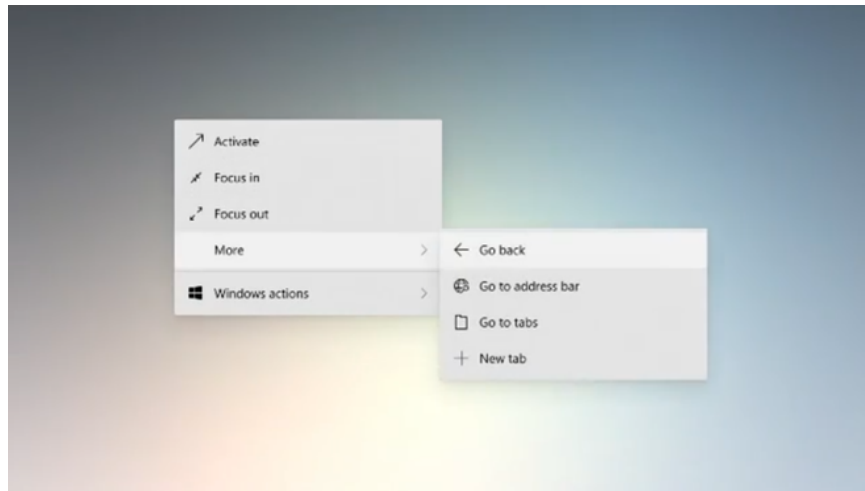 Activate
Focus in
Focus out
More
Windows actions
Go back
Go to address bar
Go to tabs
New tab